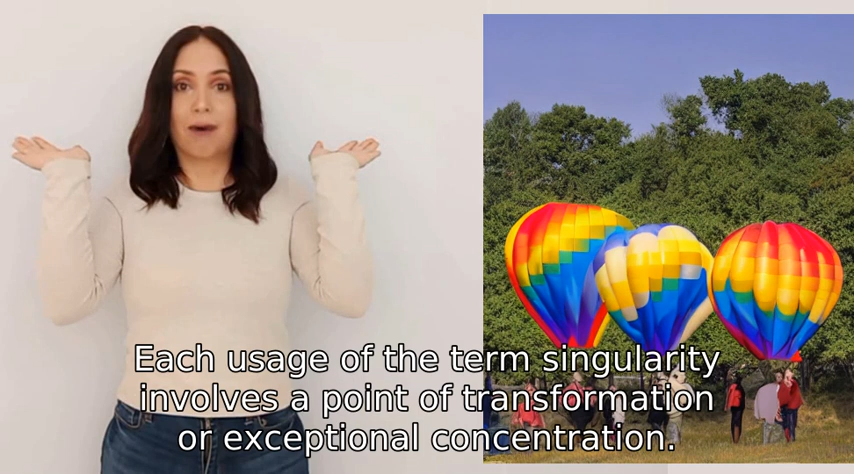 Each usage of the term singularity
involves a point of transformation
or exceptional concentration.